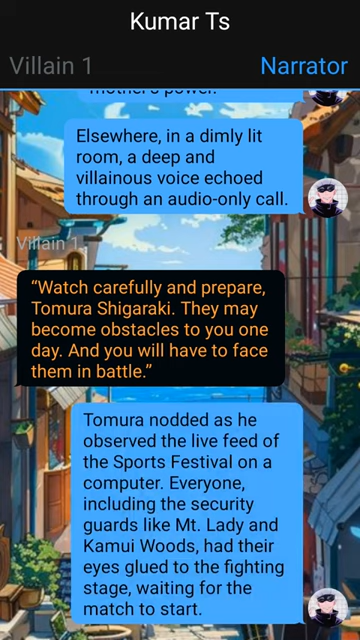 Kumar Ts
Villain 1
Narrator
mother's power.
Elsewhere, in a dimly lit
room, a deep and
villainous voice echoed
through an audio-only call.
Villain 1
“Watch carefully and prepare,
Tomura Shigaraki. They may
become obstacles to you one
day. And you will have to face
them in battle.”
Tomura nodded as he
observed the live feed of
the Sports Festival on a
computer. Everyone,
including the security
guards like Mt. Lady and
Kamui Woods, had their
eyes glued to the fighting
stage, waiting for the
match to start.